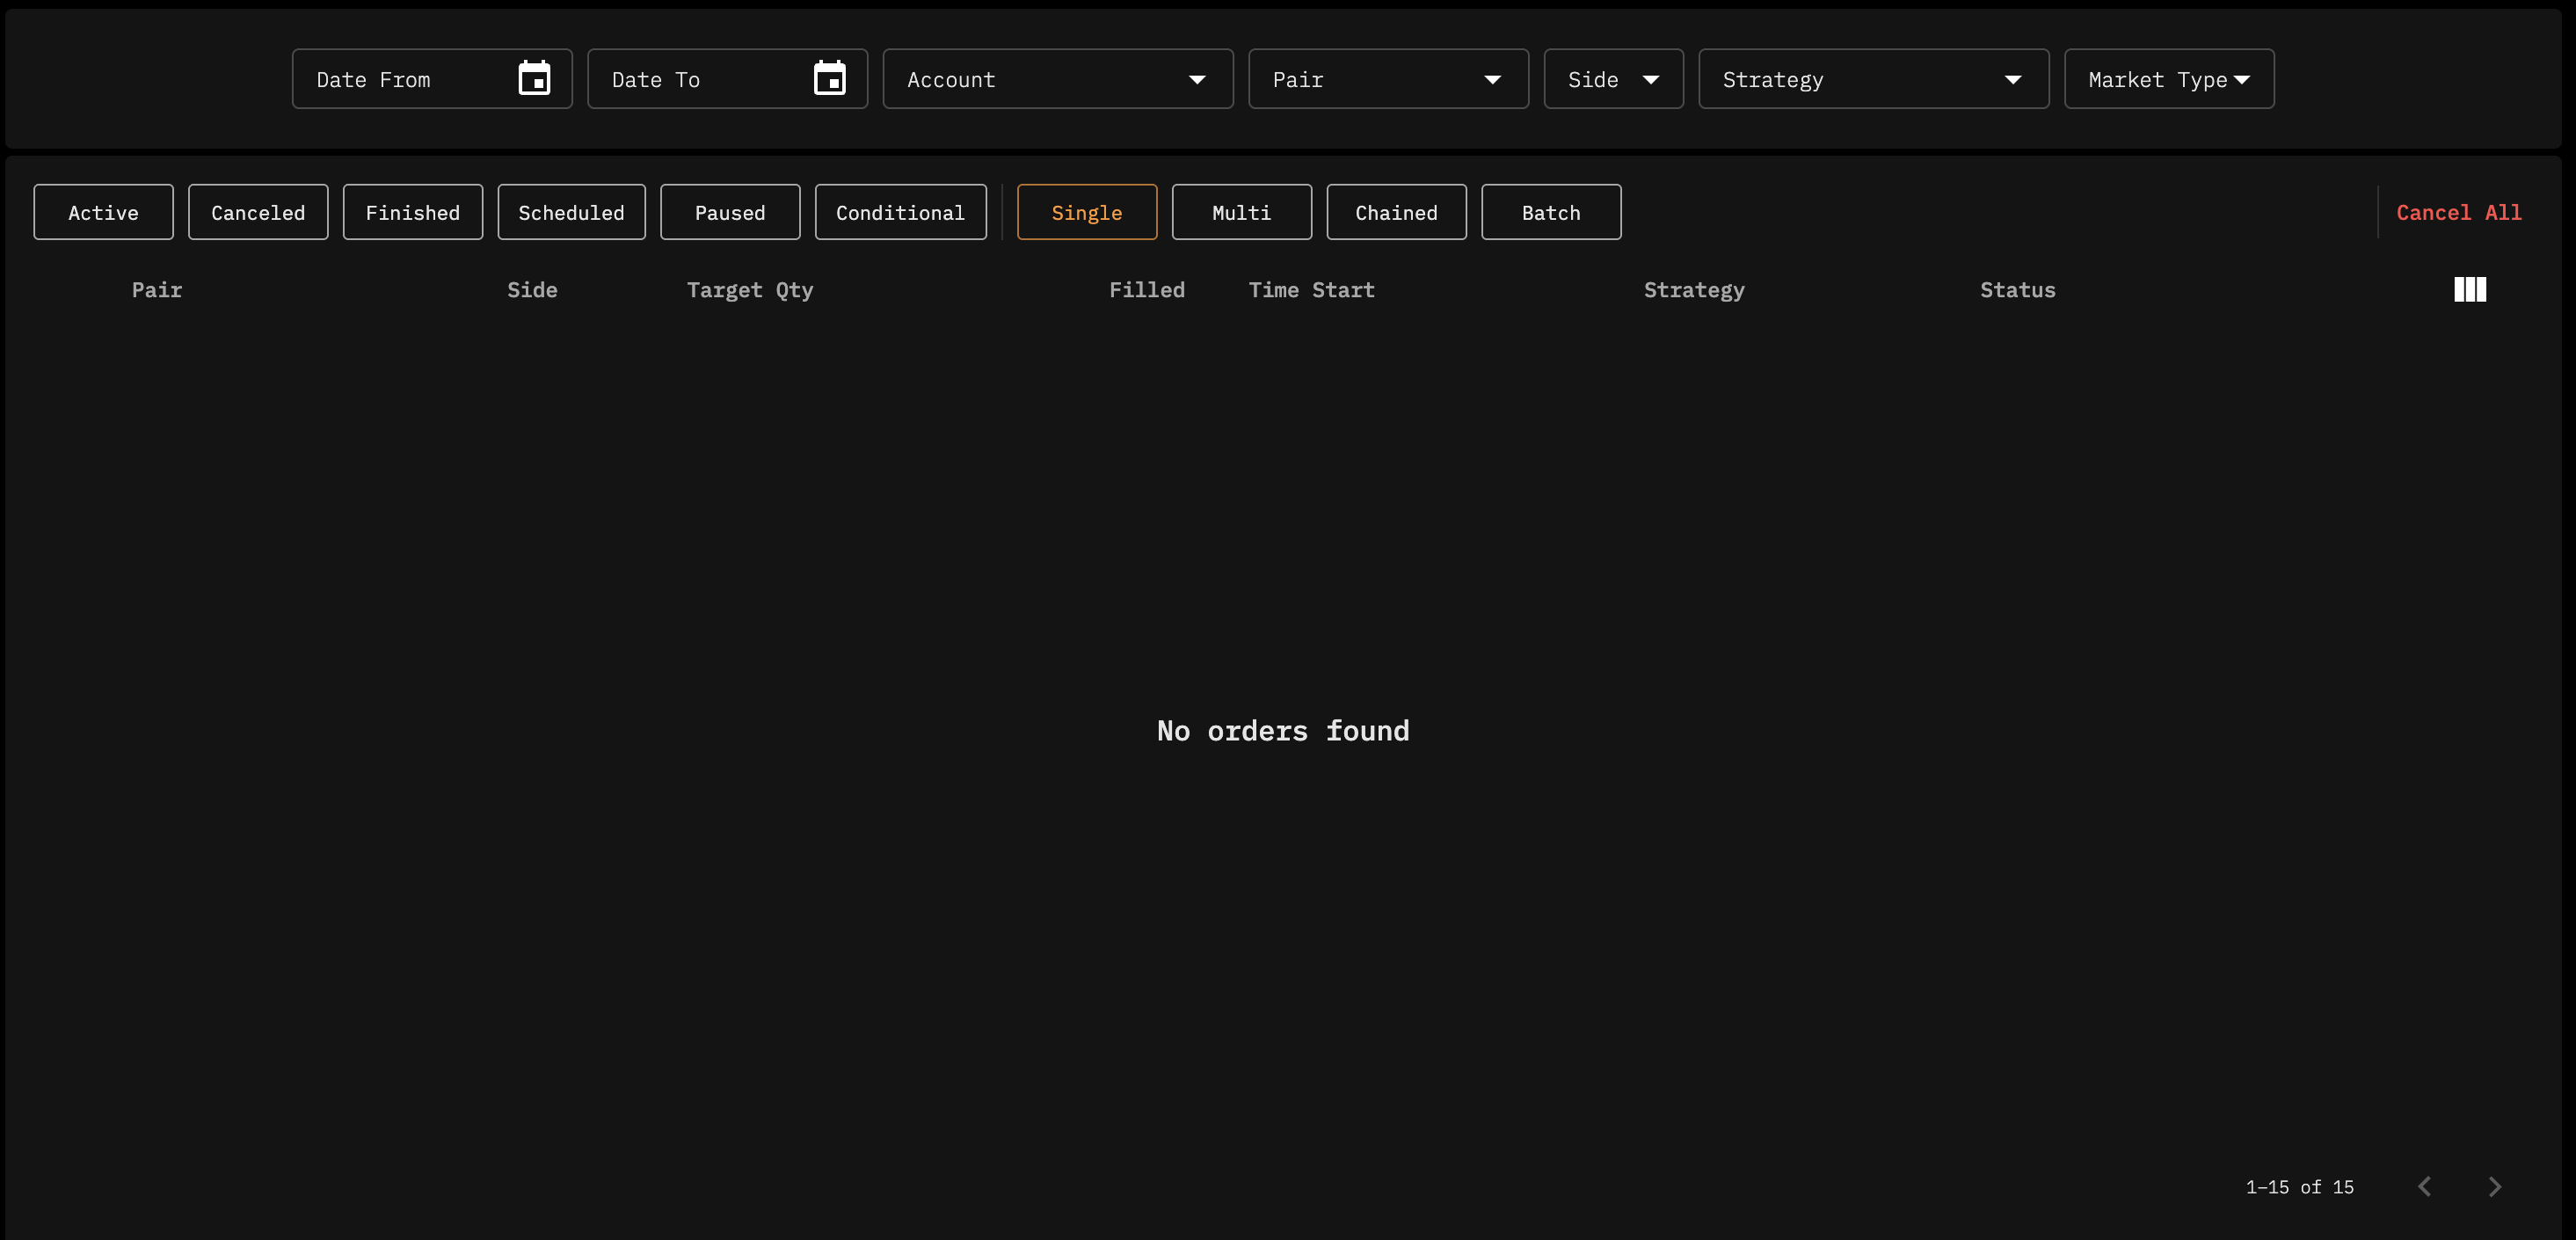 Date From Date To Account Pair Side Strategy Market Type
Active Canceled Finished Scheduled Paused Conditional Single Multi Chained Batch Cancel All
Pair Side Target Qty Filled Time Start Strategy Status
No orders found
1–15 of 15